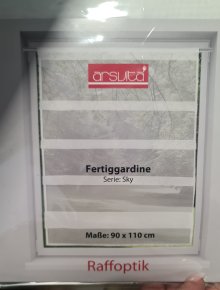 arsvita
Fertiggardine
Serie: Sky
Maße: 90 x 110 cm
Raffoptik